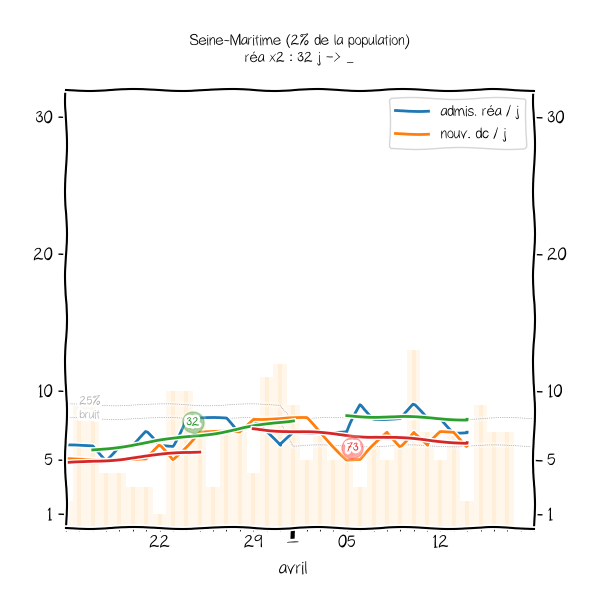 Seine-Maritime (2% de la population)
réa x2 : 32 j -> _
admis. réa / j
nouv. dc / j
30
30
20
20
10
10
25%
bruit
32
73
5
5
1
1
22
29
05
12
avril